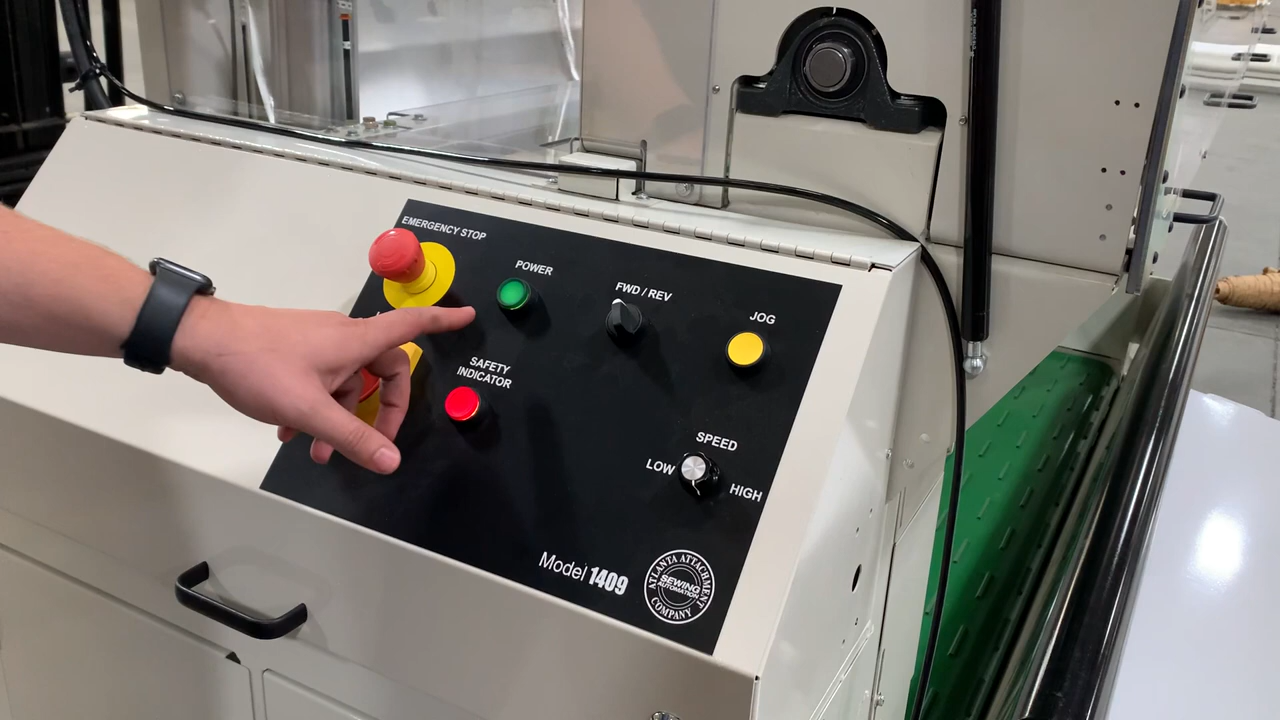 EMERGENCY STOP
POWER
FWD / REV
JOG
SAFETY
INDICATOR
SPEED
LOW
HIGH
Model 1409
ATLANTA ATTACHMENT
SEWING
AUTOMATION
COMPANY